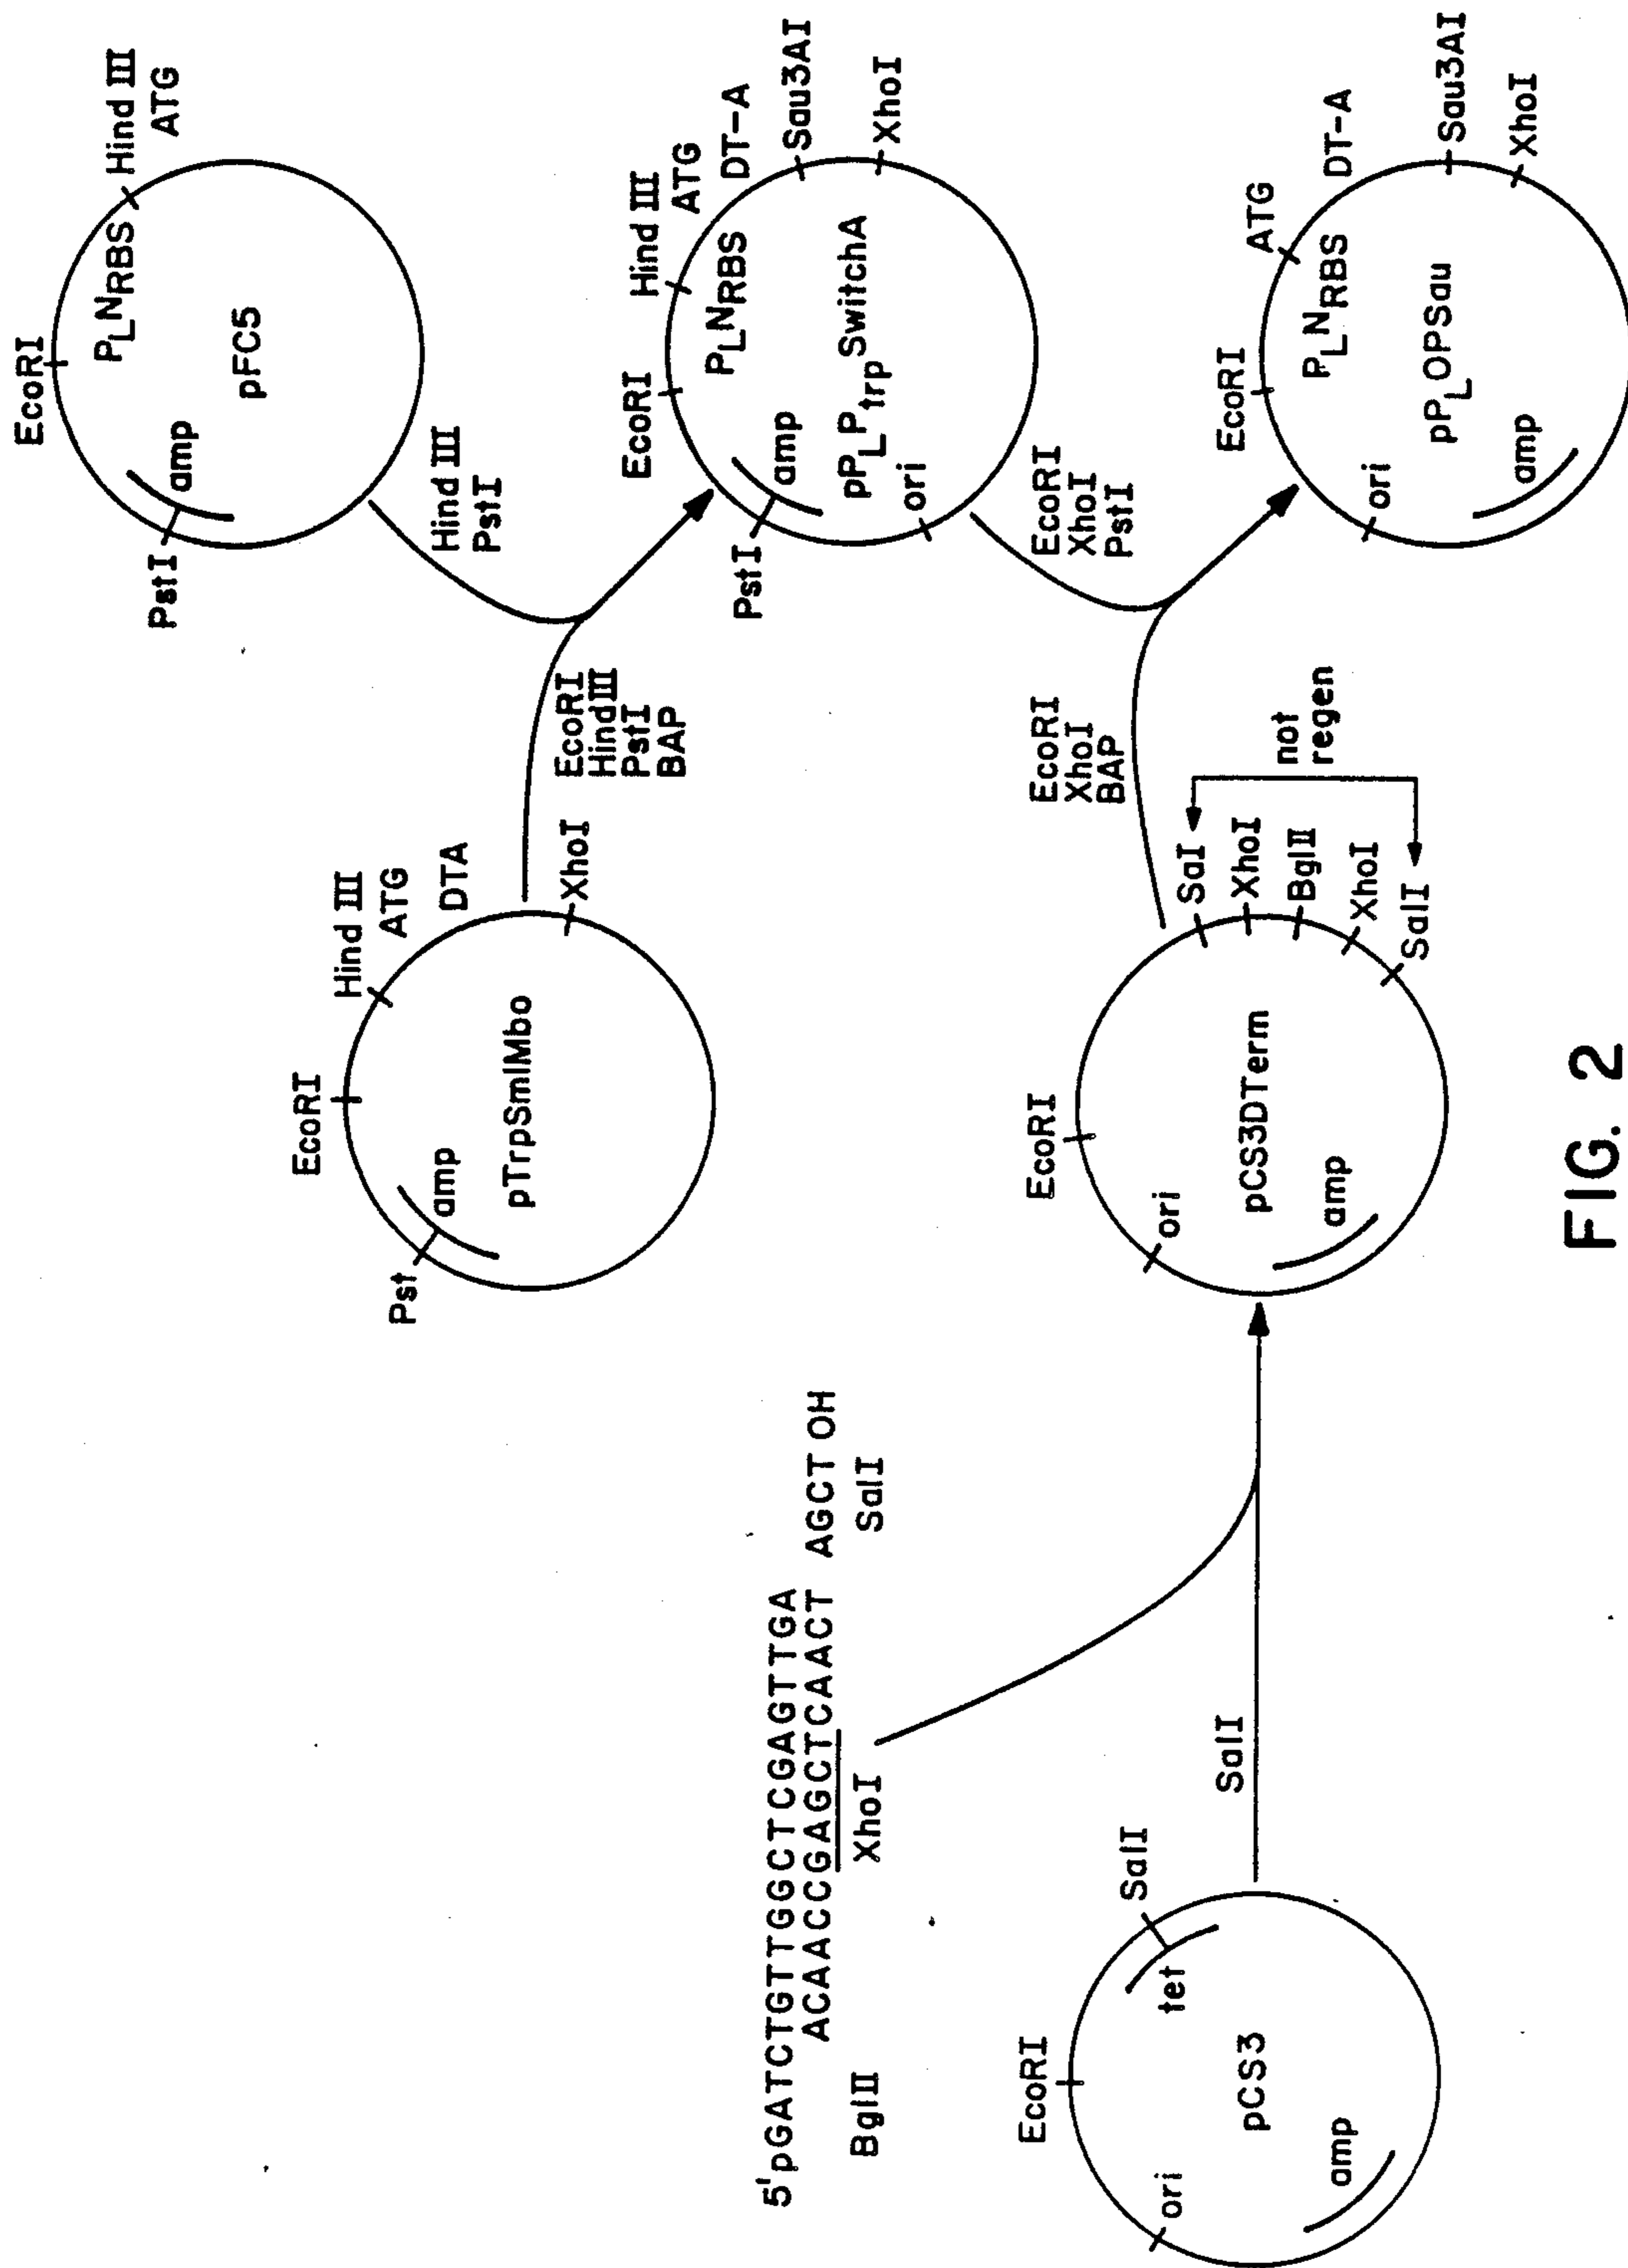 5'pGATCTGTTGGCTCGAGTTGA
ACAACCGAGCTCAACT AGCT OH
BglII XhoI SalI
EcoRI
SalI
tet
ori
pCS3
amp
SalI
EcoRI
Hind III
ATG
DTA
XhoI
Pst
amp
pTrpSmlMbo
EcoRI
HindIII
PstI
BAP
EcoRI
Hind III
ATG
PLNRBS
PstI
amp
pFC5
Hind III
PstI
EcoRI
Hind III
ATG
DT-A
Sau3AI
XhoI
PLNRBS
PstI
amp
pPLPtrpSwitchA
ori
EcoRI
XhoI
PstI
EcoRI
XhoI
BAP
EcoRI
SaI
XhoI
BglII
XhoI
SalI
not
regen
ori
pCS3DTerm
amp
EcoRI
ATG
DT-A
Sau3AI
XhoI
PLNRBS
ori
pPLOPSau
amp
FIG. 2